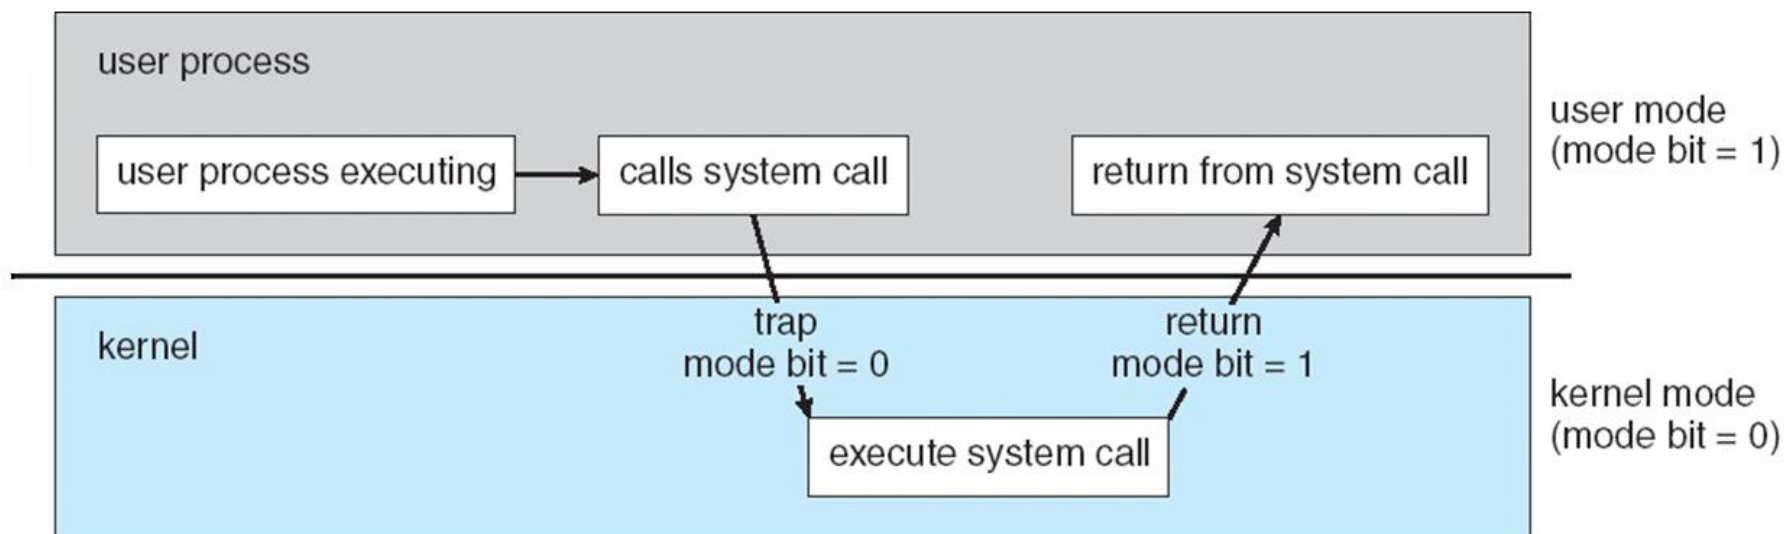 user process
user process executing
calls system call
return from system call
user mode
(mode bit = 1)
trap
mode bit = 0
return
mode bit = 1
kernel
execute system call
kernel mode
(mode bit = 0)